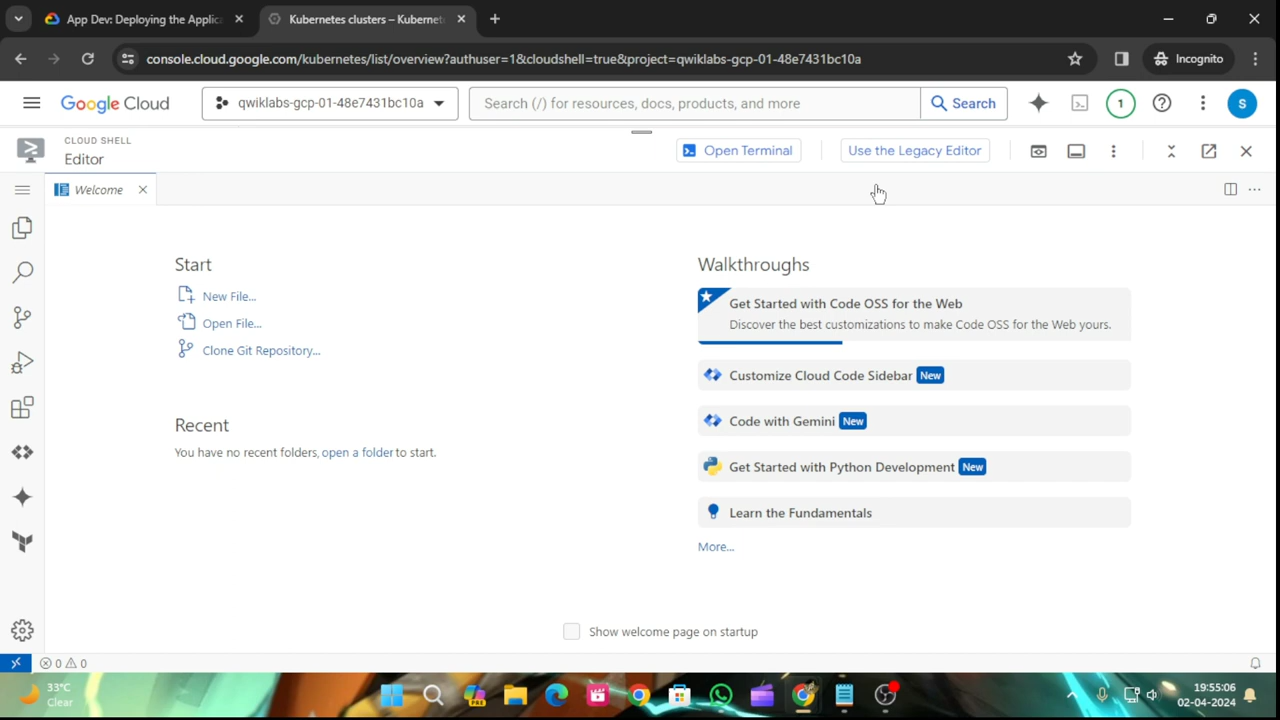 App Dev: Deploying the Applica
Kubernetes clusters – Kubernet
console.cloud.google.com/kubernetes/list/overview?authuser=1&cloudshell=true&project=qwiklabs-gcp-01-48e7431bc10a
Incognito
Google Cloud
qwiklabs-gcp-01-48e7431bc10a
Search (/) for resources, docs, products, and more
Search
1
S
CLOUD SHELL
Editor
Open Terminal
Use the Legacy Editor
Welcome
Start
New File...
Open File...
Clone Git Repository...
Recent
You have no recent folders, open a folder to start.
Walkthroughs
Get Started with Code OSS for the Web
Discover the best customizations to make Code OSS for the Web yours.
Customize Cloud Code Sidebar New
Code with Gemini New
Get Started with Python Development New
Learn the Fundamentals
More...
Show welcome page on startup
0 0
33°C
Clear
PRE
19:55:06
02-04-2024